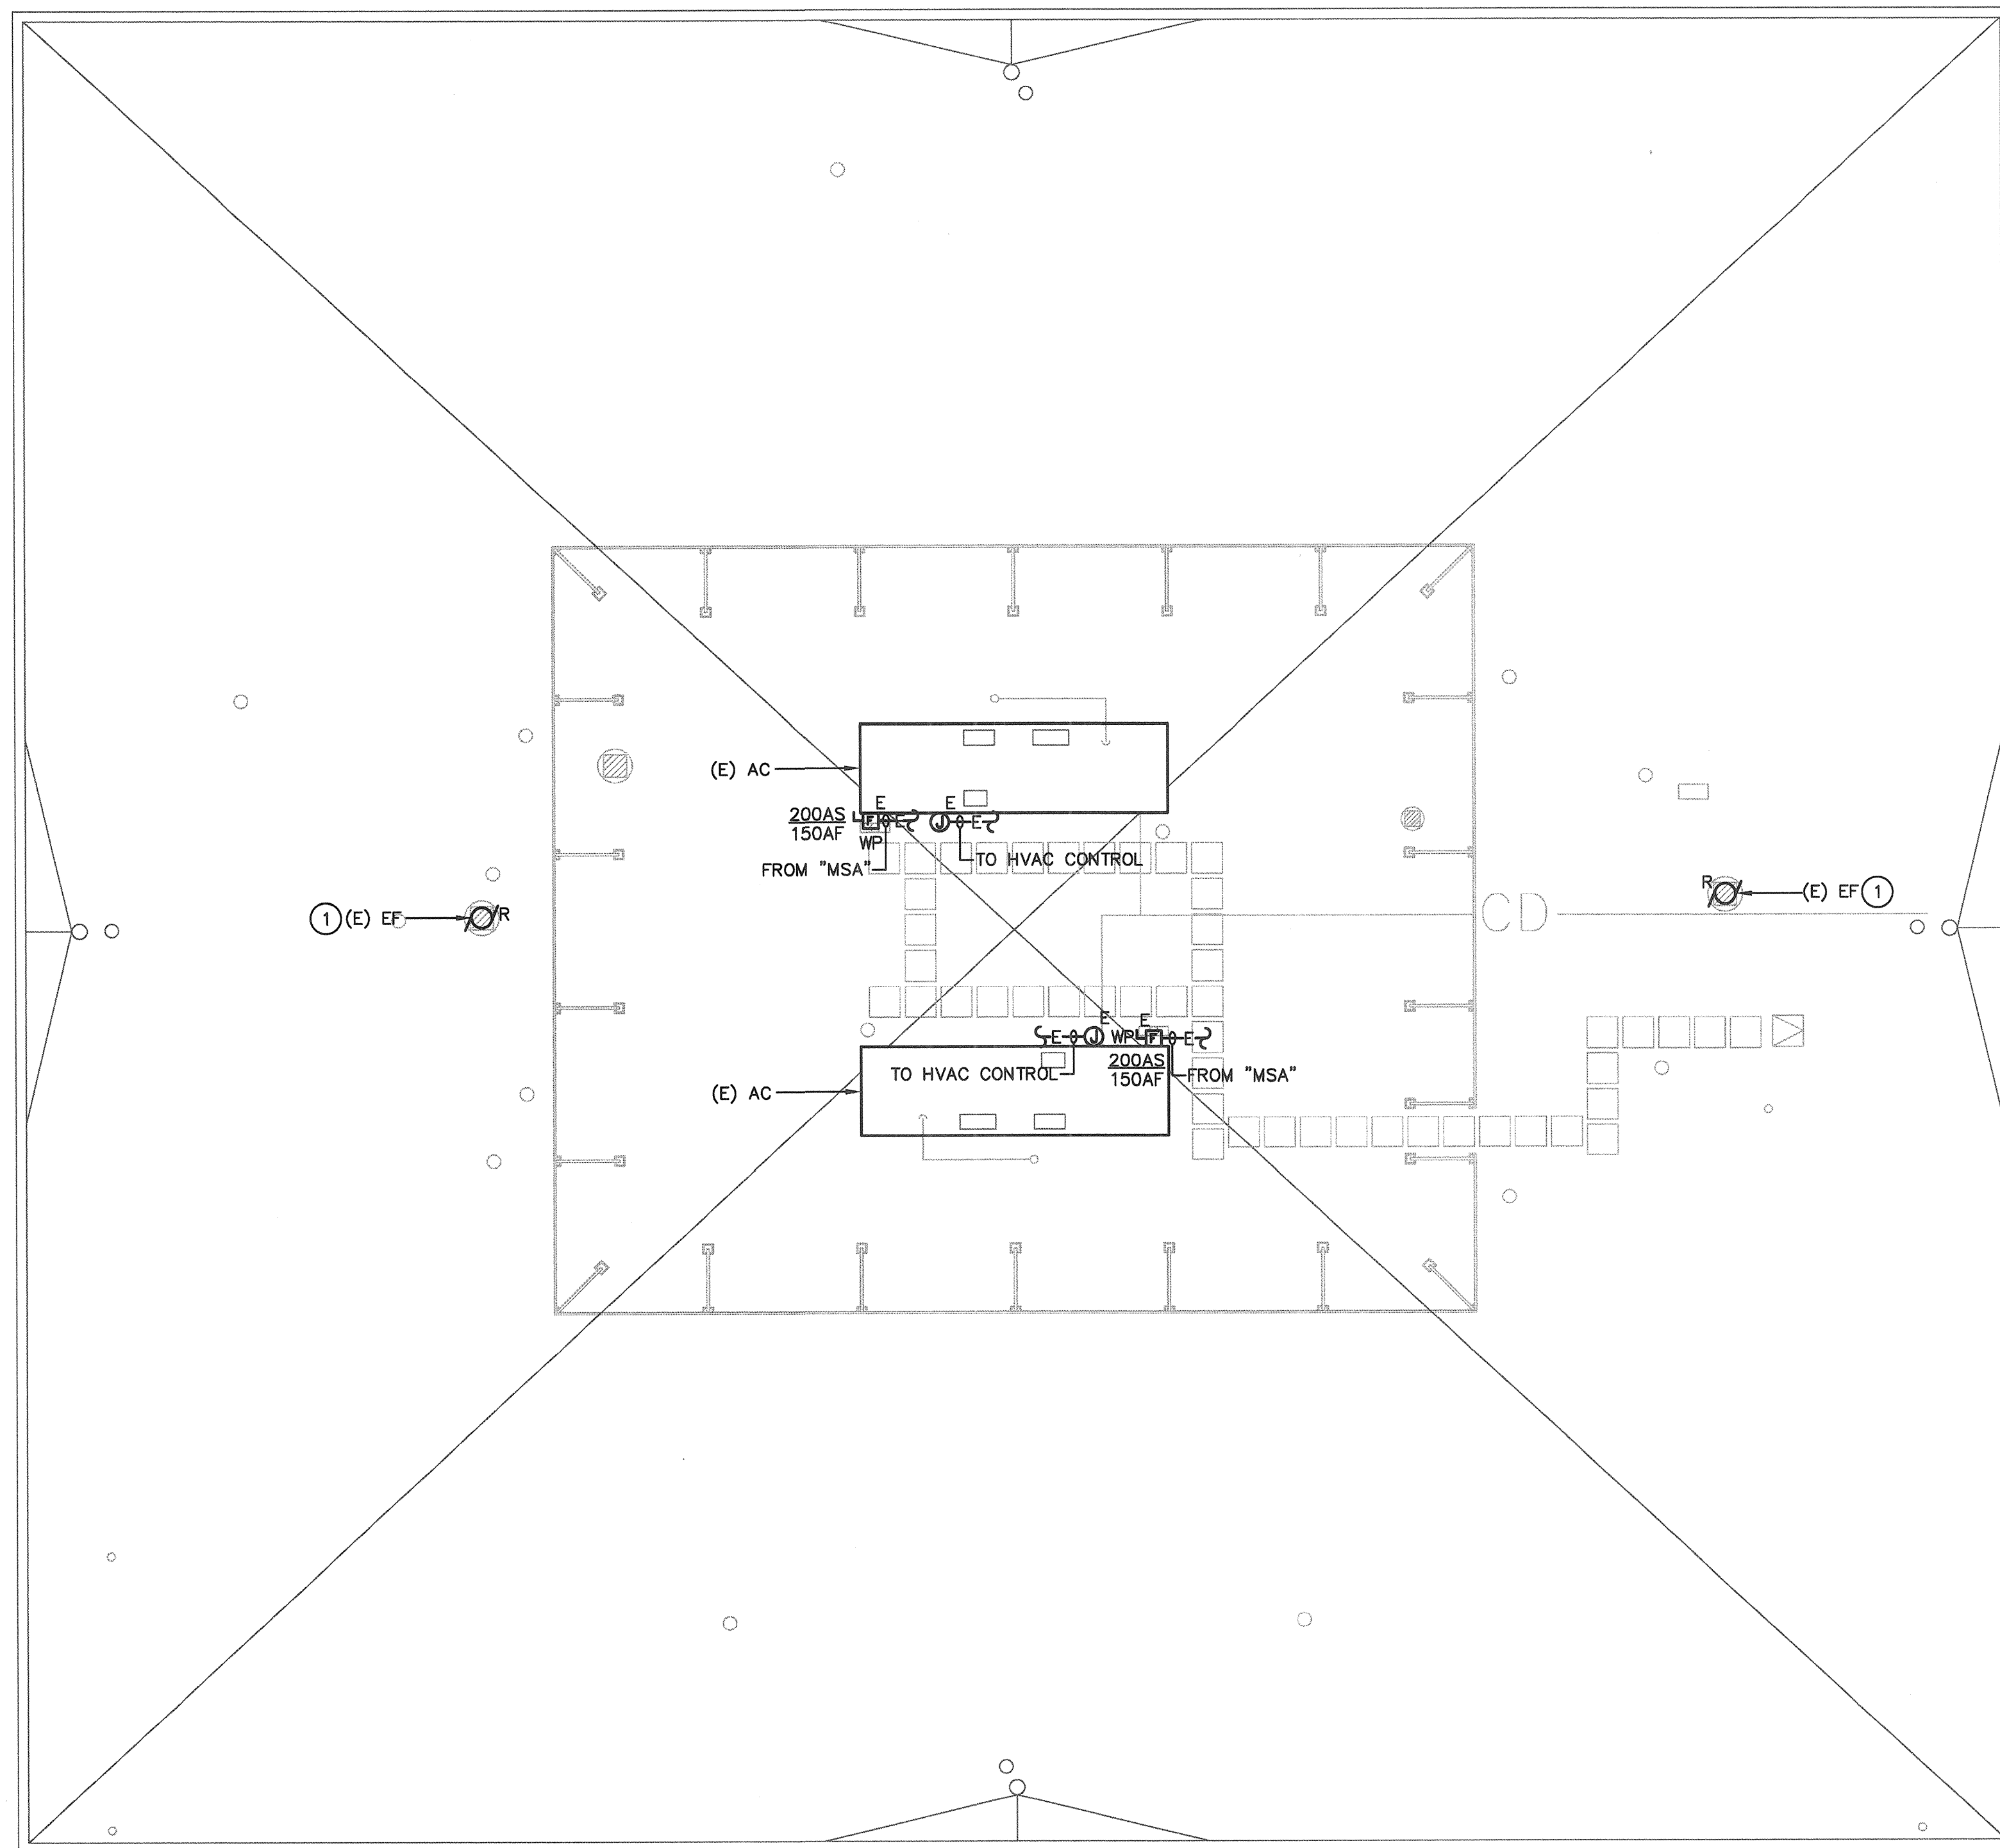 (E) AC
E
E
200AS
150AF
F
E
J
E
WP
FROM "MSA"
TO HVAC CONTROL
1
(E) EF
R
CD
R
(E) EF
1
E
E
E
J
WP
F
E
TO HVAC CONTROL
200AS
150AF
FROM "MSA"
(E) AC